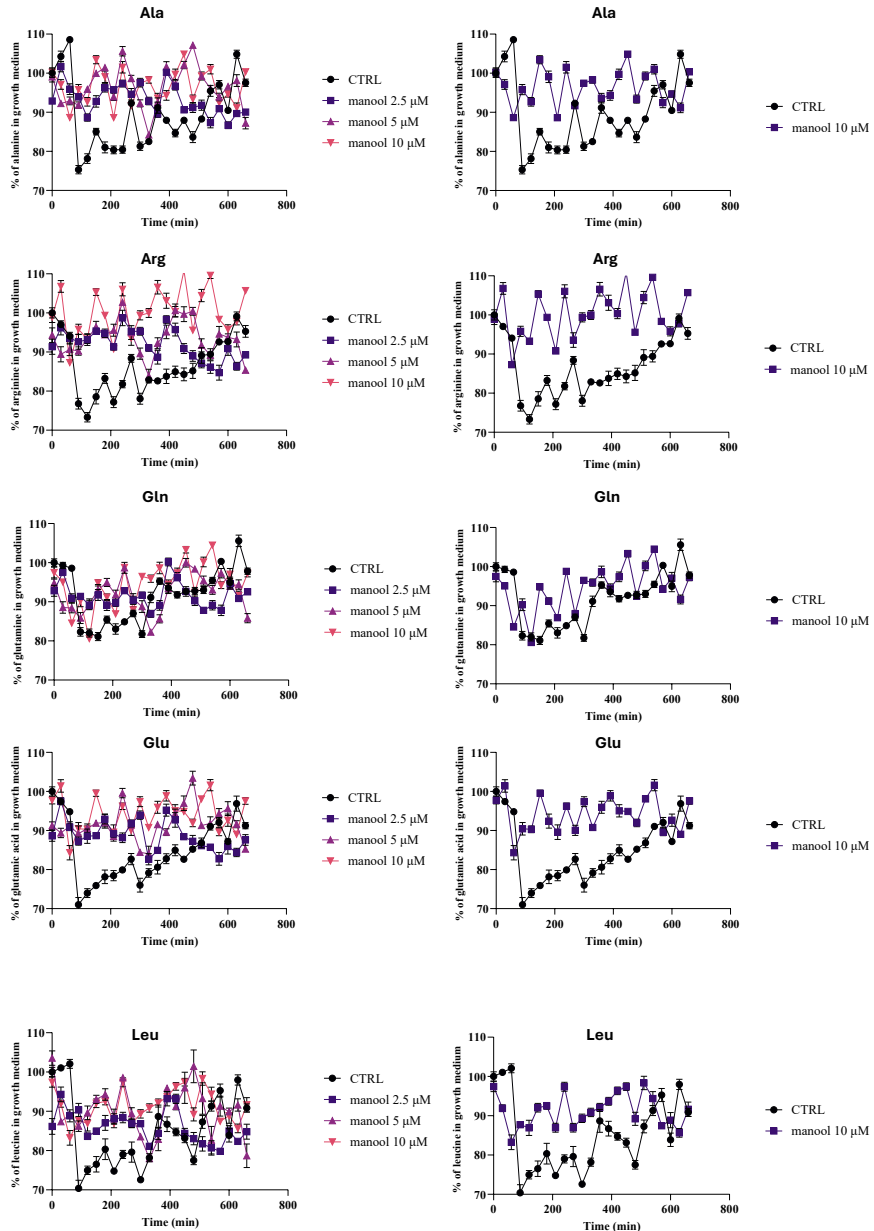 Ala
% of alanine in growth medium
110
100
90
80
70
0
200
400
600
800
Time (min)
CTRL
manool 2.5 µM
manool 5 µM
manool 10 µM
Ala
% of alanine in growth medium
110
100
90
80
70
0
200
400
600
800
Time (min)
CTRL
manool 10 µM
Arg
% of arginine in growth medium
110
100
90
80
70
0
200
400
600
800
Time (min)
CTRL
manool 2.5 µM
manool 5 µM
manool 10 µM
Arg
% of arginine in growth medium
110
100
90
80
70
0
200
400
600
800
Time (min)
CTRL
manool 10 µM
Gln
% of glutamine in growth medium
110
100
90
80
70
0
200
400
600
800
Time (min)
CTRL
manool 2.5 µM
manool 5 µM
manool 10 µM
Gln
% of glutamine in growth medium
110
100
90
80
70
0
200
400
600
800
Time (min)
CTRL
manool 10 µM
Glu
% of glutamic acid in growth medium
110
100
90
80
70
0
200
400
600
800
Time (min)
CTRL
manool 2.5 µM
manool 5 µM
manool 10 µM
Glu
% of glutamic acid in growth medium
110
100
90
80
70
0
200
400
600
800
Time (min)
CTRL
manool 10 µM
Leu
% of leucine in growth medium
110
100
90
80
70
0
200
400
600
800
Time (min)
CTRL
manool 2.5 µM
manool 5 µM
manool 10 µM
Leu
% of leucine in growth medium
110
100
90
80
70
0
200
400
600
800
Time (min)
CTRL
manool 10 µM